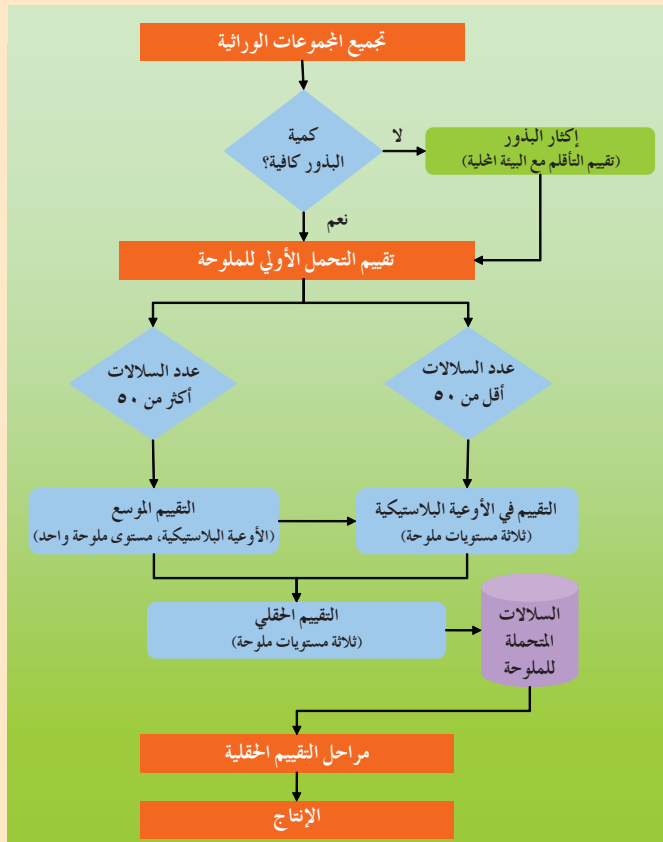 تجميع المجموعات الوراثية
كمية
البذور كافية؟
لا
إكثار البذور
(تقييم التأقلم مع البيئة المحلية)
نعم
تقييم التحمل الأولي للملوحة
عدد السلالات
أقل من ٥٠
عدد السلالات
أكثر من ٥٠
التقييم في الأوعية البلاستيكية
(ثلاثة مستويات ملوحة)
التقييم الموسع
(الأوعية البلاستيكية، مستوى ملوحة واحد)
التقييم الحقلي
(ثلاثة مستويات ملوحة)
السلالات
المتحملة
للملوحة
مراحل التقييم الحقلية
الإنتاج